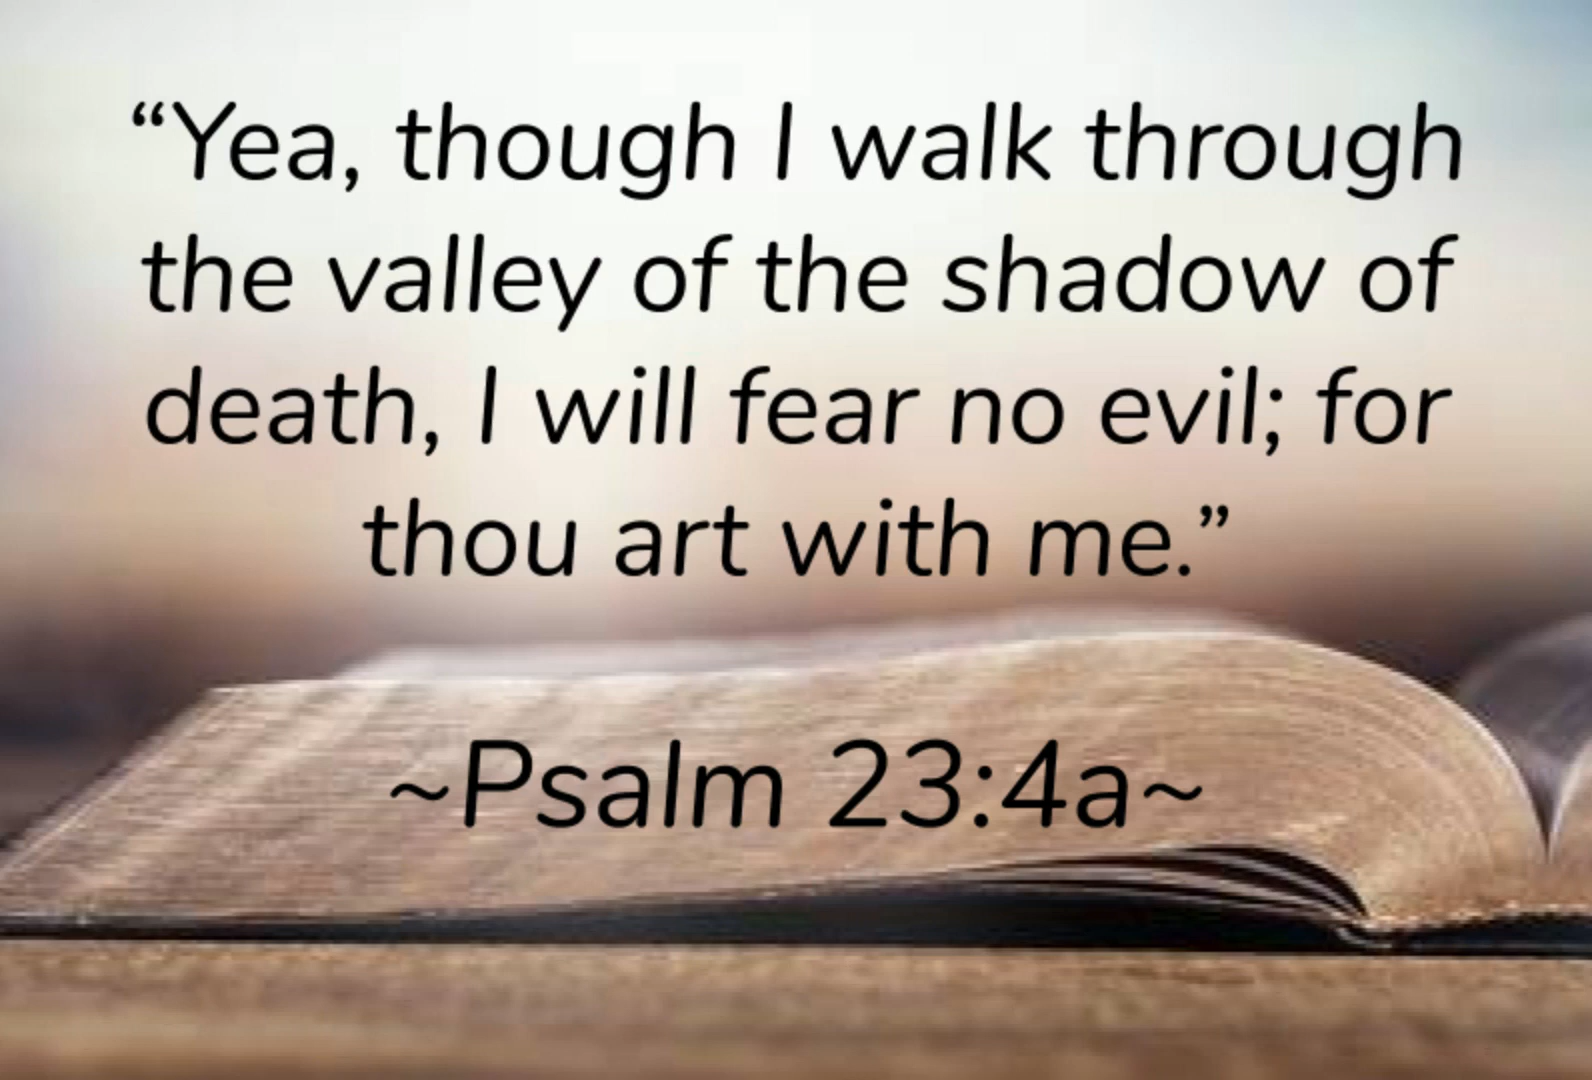 “Yea, though I walk through
the valley of the shadow of
death, I will fear no evil; for
thou art with me.”
~Psalm 23:4a~